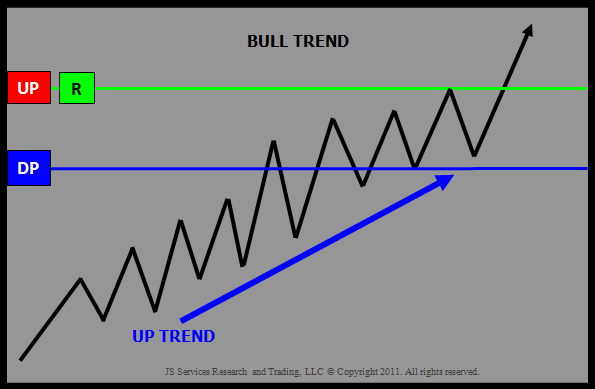 BULL TREND
UP R
DP
UP TREND
JS Services Research and Trading, LLC © Copyright 2011. All rights reserved.